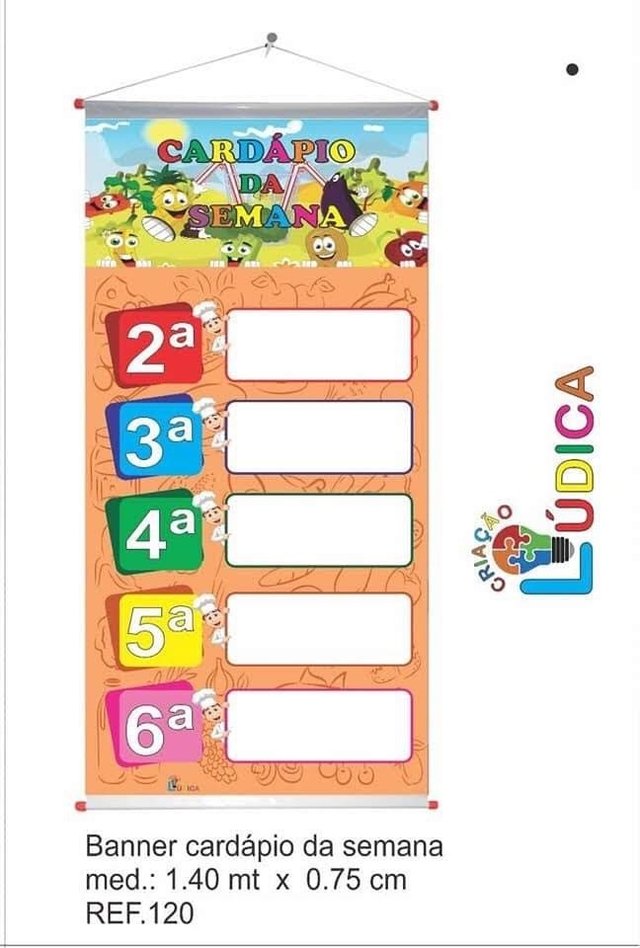 CARDÁPIO
DA
SEMANA
2ª
3ª
4ª
5ª
6ª
LÚDICA
CRIAÇÃO
LÚDICA
Banner cardápio da semana
med.: 1.40 mt x 0.75 cm
REF.120